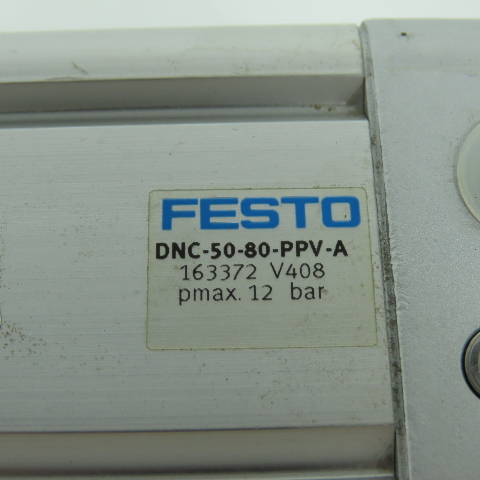 FESTO
DNC-50-80-PPV-A
163372 V408
pmax. 12 bar